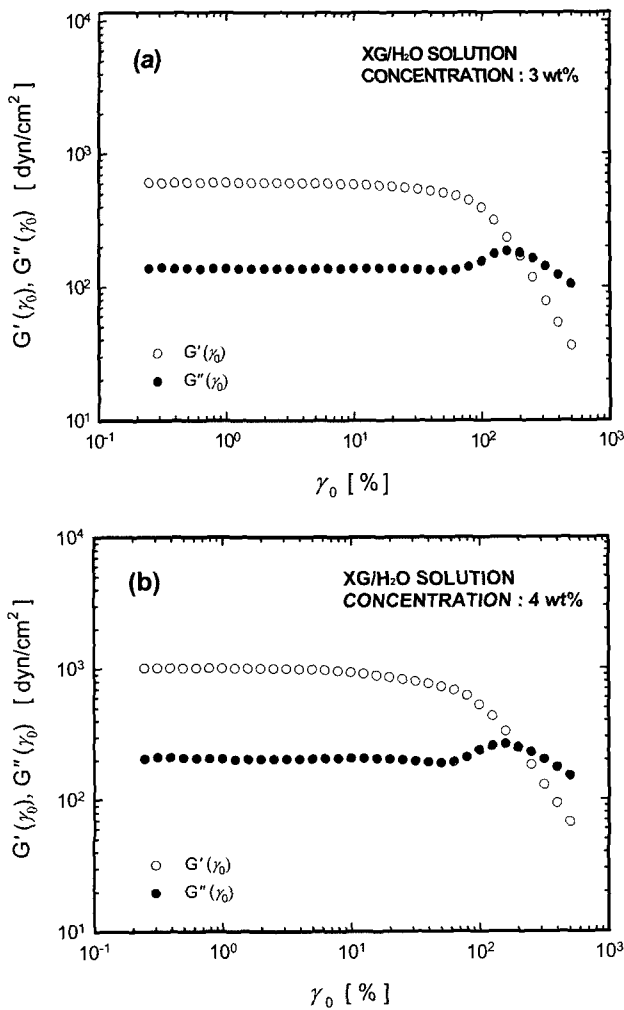 (a)
XG/H₂O SOLUTION
CONCENTRATION : 3 wt%
10⁴
10³
10²
10¹
G′(γ₀), G″(γ₀) [ dyn/cm² ]
○ G′(γ₀)
● G″(γ₀)
10⁻¹ 10⁰ 10¹ 10² 10³
γ₀ [ % ]
(b)
XG/H₂O SOLUTION
CONCENTRATION : 4 wt%
10⁴
10³
10²
10¹
G′(γ₀), G″(γ₀) [ dyn/cm² ]
○ G′(γ₀)
● G″(γ₀)
10⁻¹ 10⁰ 10¹ 10² 10³
γ₀ [ % ]